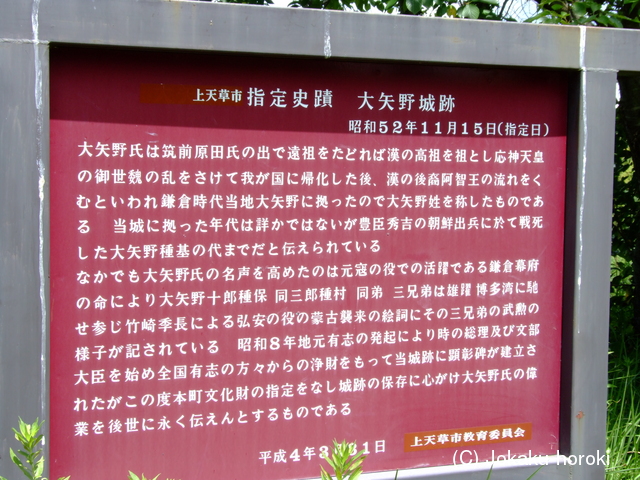 上天草市 指定史蹟　大矢野城跡
昭和52年11月15日(指定日)
大矢野氏は筑前原田氏の出で遠祖をたどれば漢の高祖を祖とし応神天皇
の御世魏の乱をさけて我が国に帰化した後、漢の後裔阿智王の流れをく
むといわれ鎌倉時代当地大矢野に拠ったので大矢野姓を称したものであ
る　当城に拠った年代は詳かではないが豊臣秀吉の朝鮮出兵に於て戦死
した大矢野種基の代までだと伝えられている
なかでも大矢野氏の名声を高めたのは元寇の役での活躍である鎌倉幕府
の命により大矢野十郎種保 同三郎種村 同弟 三兄弟は雄躍 博多湾に馳
せ参じ竹崎季長による弘安の役の蒙古襲来の絵詞にその三兄弟の武勲の
様子が記されている　昭和8年地元有志の発起により時の総理及び文部
大臣を始め全国有志の方々からの浄財をもって当城跡に顕彰碑が建立さ
れたがこの度本町文化財の指定をなし城跡の保存に心がけ大矢野氏の偉
業を後世に永く伝えんとするものである
平成4年3月31日
上天草市教育委員会
(C) Jokaku horoki